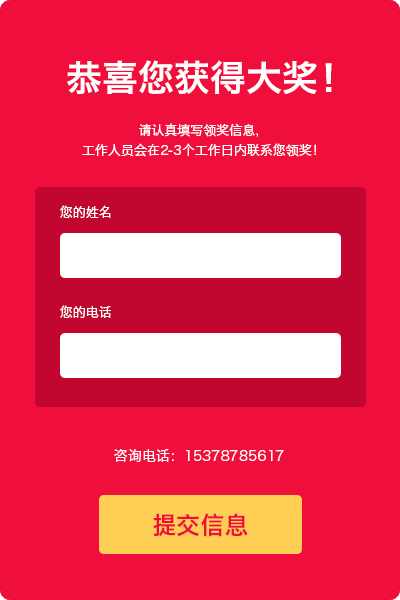 恭喜您获得大奖！
请认真填写领奖信息，
工作人员会在2-3个工作日内联系您领奖！
您的姓名
您的电话
咨询电话：15378785617
提交信息